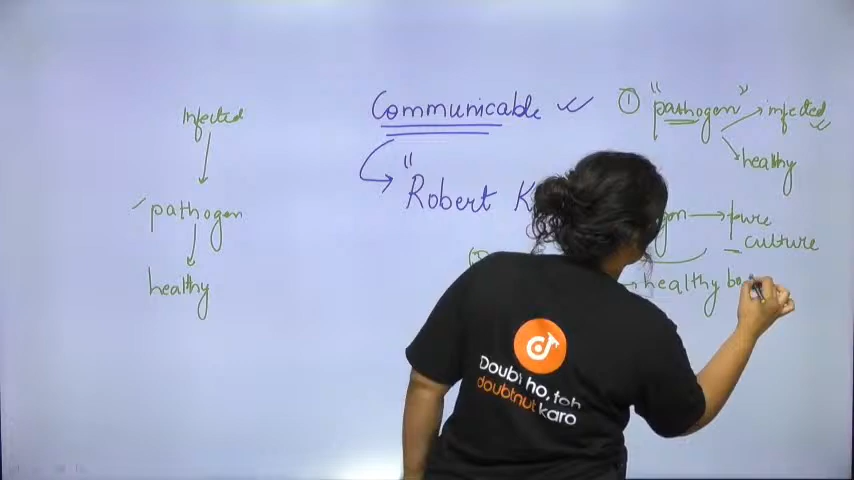 Infected
pathogen
healthy
Communicable
"Robert K
① "pathogen"
infected
healthy
gon → pure
culture
→ healthy bo
Doubt ho, toh
doubtnut karo